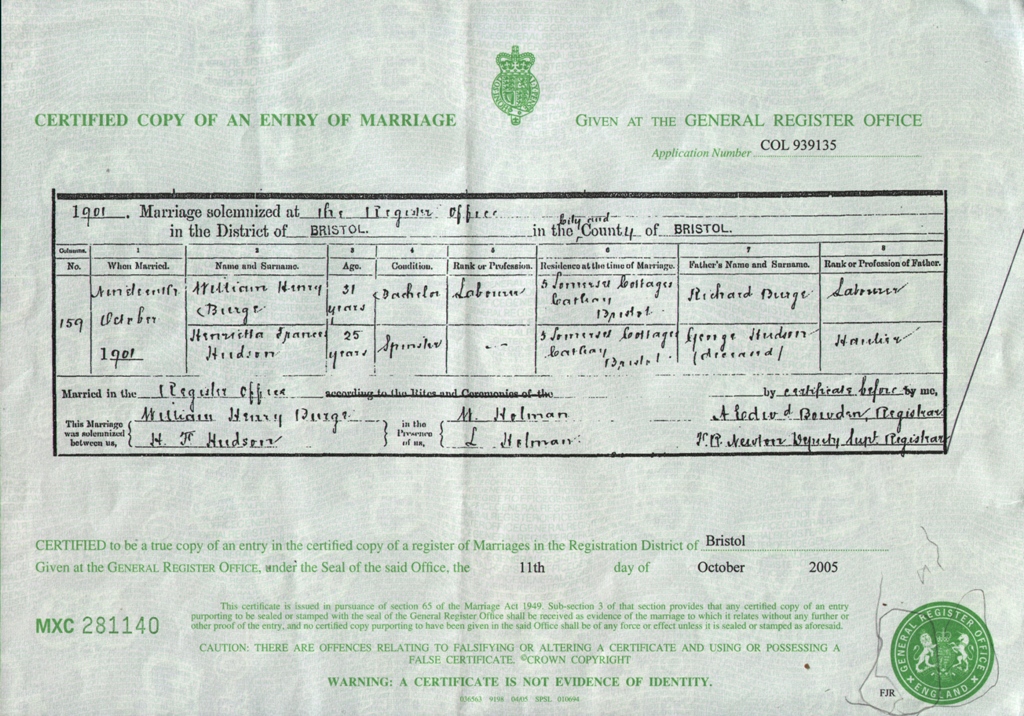 CERTIFIED COPY OF AN ENTRY OF MARRIAGE
GIVEN AT THE GENERAL REGISTER OFFICE
Application Number COL 939135
1901. Marriage solemnized at the Register Office
in the District of BRISTOL. in the City and County of BRISTOL.
Columns. 1 2 3 4 5 6 7 8
No. When Married. Name and Surname. Age. Condition. Rank or Profession. Residence at the time of Marriage. Father's Name and Surname. Rank or Profession of Father.
159
Nineteenth
October
1901
William Henry
Burge
31
years
Bachelor
Labourer
5 Somerset Cottages
Cathay
Bristol
Richard Burge
Labourer
Henrietta Frances
Hudson
25
years
Spinster
5 Somerset Cottages
Cathay
Bristol
George Hudson
(deceased)
Haulier
Married in the Register Office according to the Rites and Ceremonies of the by certificate before by me,
This Marriage was solemnized between us,
William Henry Burge
H. F Hudson
in the Presence of us,
W. Holman
L Holman
Bowden, Registrar
Newton Deputy Supt Registrar
CERTIFIED to be a true copy of an entry in the certified copy of a register of Marriages in the Registration District of Bristol
Given at the GENERAL REGISTER OFFICE, under the Seal of the said Office, the 11th day of October 2005
MXC 281140
This certificate is issued in pursuance of section 65 of the Marriage Act 1949. Sub-section 3 of that section provides that any certified copy of an entry
purporting to be sealed or stamped with the seal of the General Register Office shall be received as evidence of the marriage to which it relates without any further or
other proof of the entry, and no certified copy purporting to have been given in the said Office shall be of any force or effect unless it is sealed or stamped as aforesaid.
CAUTION: THERE ARE OFFENCES RELATING TO FALSIFYING OR ALTERING A CERTIFICATE AND USING OR POSSESSING A
FALSE CERTIFICATE. ©CROWN COPYRIGHT
WARNING: A CERTIFICATE IS NOT EVIDENCE OF IDENTITY.
036563 9198 04/05 SPSL 010694
FJR
GENERAL REGISTER OFFICE
ENGLAND